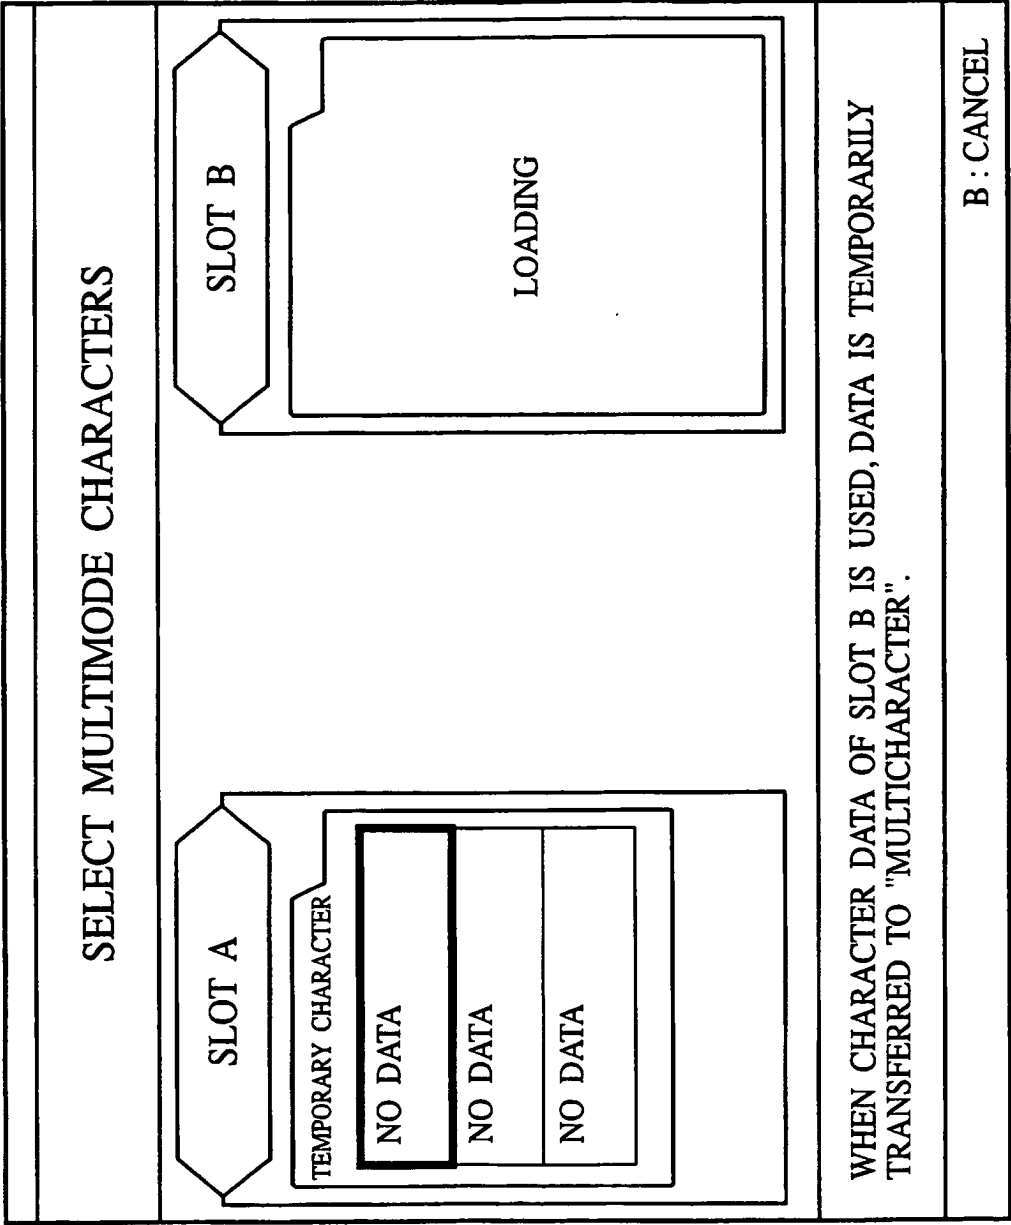 SELECT MULTIMODE CHARACTERS
SLOT A
TEMPORARY CHARACTER
NO DATA
NO DATA
NO DATA
SLOT B
LOADING
WHEN CHARACTER DATA OF SLOT B IS USED, DATA IS TEMPORARILY
TRANSFERRED TO "MULTICHARACTER".
B : CANCEL